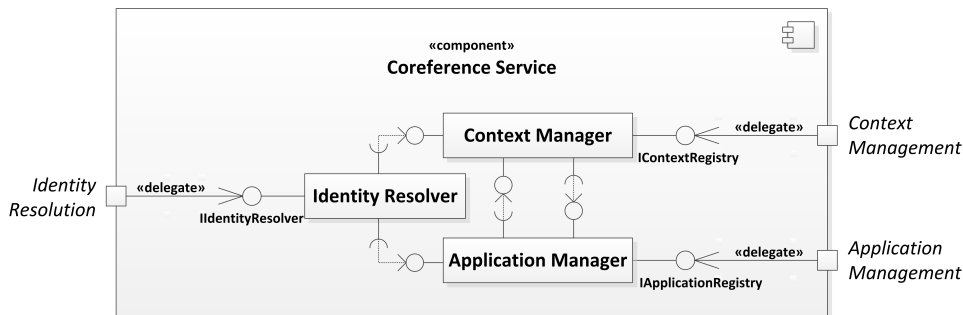 «component»
Coreference Service
Context Manager
«delegate»
Context
Management
IContextRegistry
Identity
Resolution
«delegate»
IIdentityResolver
Identity Resolver
Application Manager
«delegate»
Application
Management
IApplicationRegistry